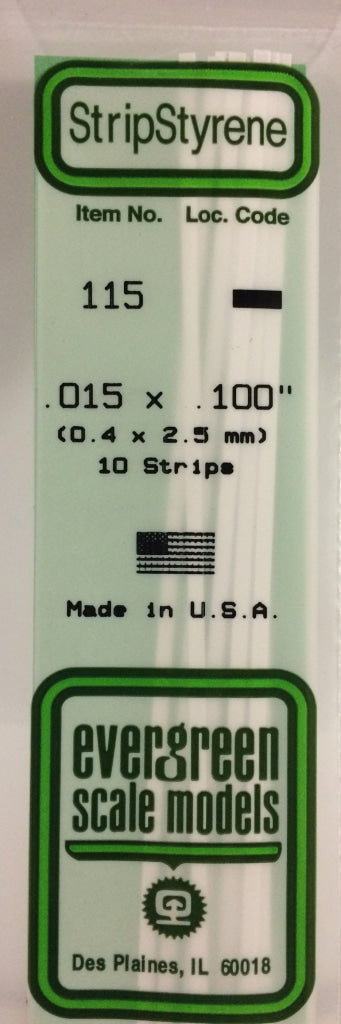 StripStyrene
Item No. Loc. Code
115
.015 x .100"
(0.4 x 2.5 mm)
10 Strips
Made in U.S.A.
evergreen
scale models
Des Plaines, IL 60018